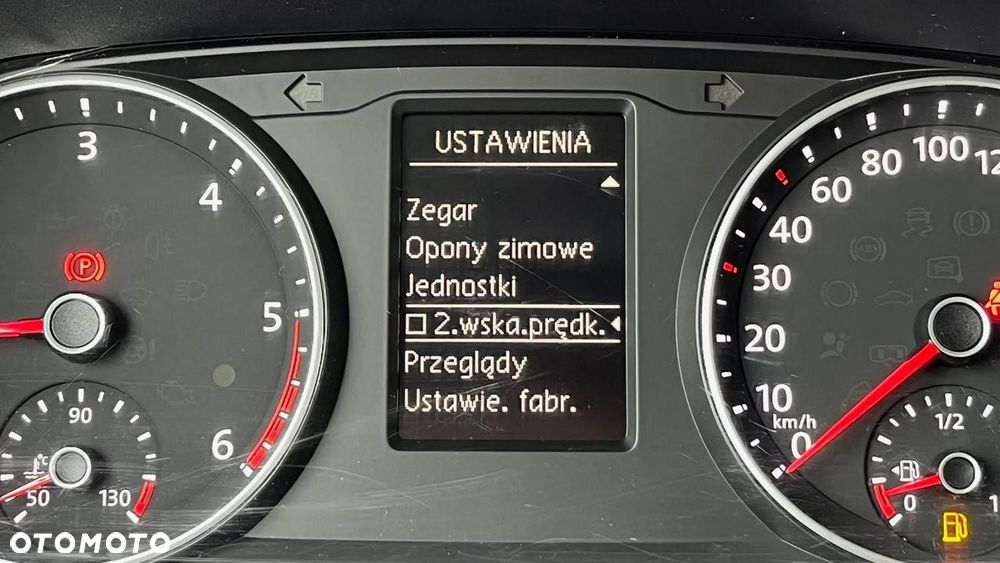 USTAWIENIA
Zegar
Opony zimowe
Jednostki
2.wska.prędk.
Przeglądy
Ustawie. fabr.
3
4
5
6
P
90
50
130
°C
100
80
60
40
30
20
10
0
km/h
ABS
1/2
0
OTOMOTO